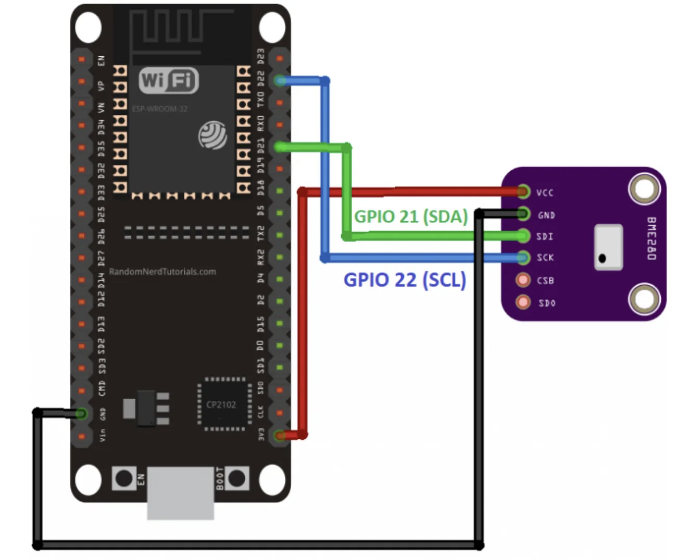 EN
VP
VN
D34
D35
D32
D33
D25
D26
D27
D14
D12
D13
SD2
SD3
CMD
GND
Vin
WiFi
ESP-WROOM-32
RandomNerdTutorials.com
CP2102
EN
BOOT
D23
D22
TX0
RX0
D21
D19
D18
D5
TX2
RX2
D4
D2
D15
D0
SD1
SD0
CLK
3V3
GPIO 21 (SDA)
GPIO 22 (SCL)
VCC
GND
SDI
SCK
CSB
SDO
BME280